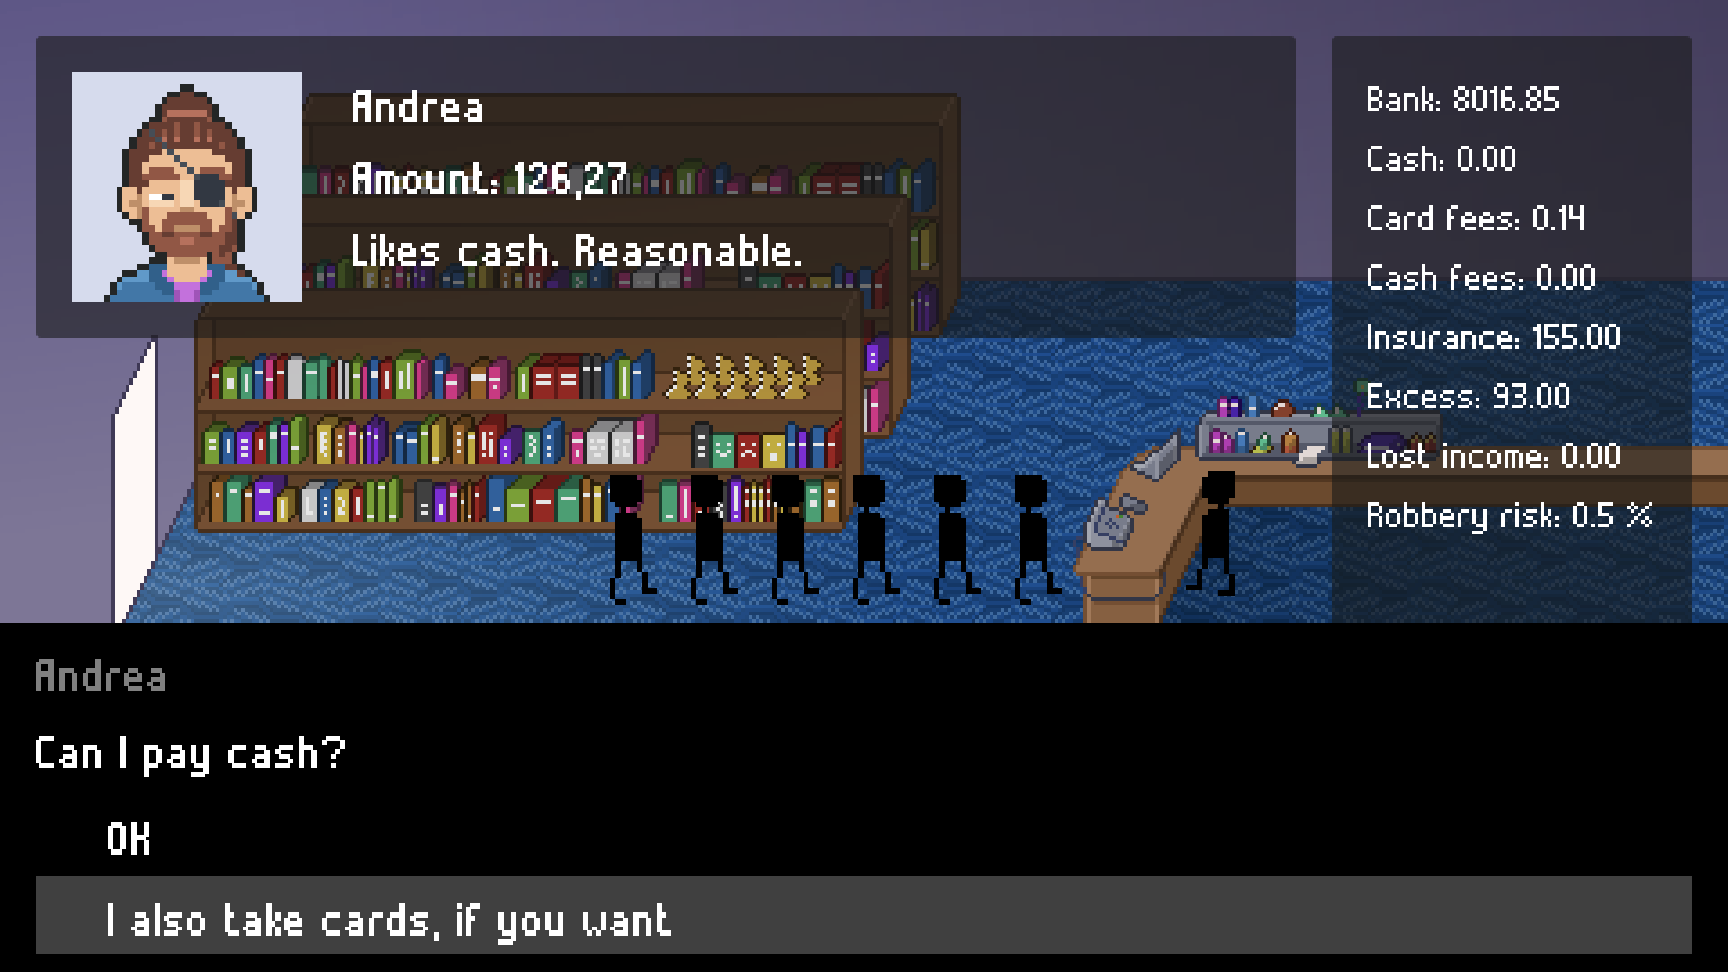 Andrea
Amount: 126,27
Likes cash. Reasonable.
Bank: 8016.85
Cash: 0.00
Card fees: 0.14
Cash fees: 0.00
Insurance: 155.00
Excess: 93.00
Lost income: 0.00
Robbery risk: 0.5 %
Andrea
Can I pay cash?
OK
I also take cards, if you want